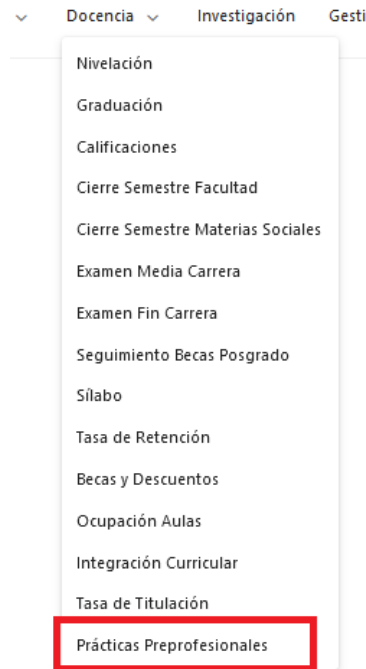 Docencia Investigación
Nivelación
Graduación
Calificaciones
Cierre Semestre Facultad
Cierre Semestre Materias Sociales
Examen Media Carrera
Examen Fin Carrera
Seguimiento Becas Posgrado
Sílabo
Tasa de Retención
Becas y Descuentos
Ocupación Aulas
Integración Curricular
Tasa de Titulación
Prácticas Preprofesionales